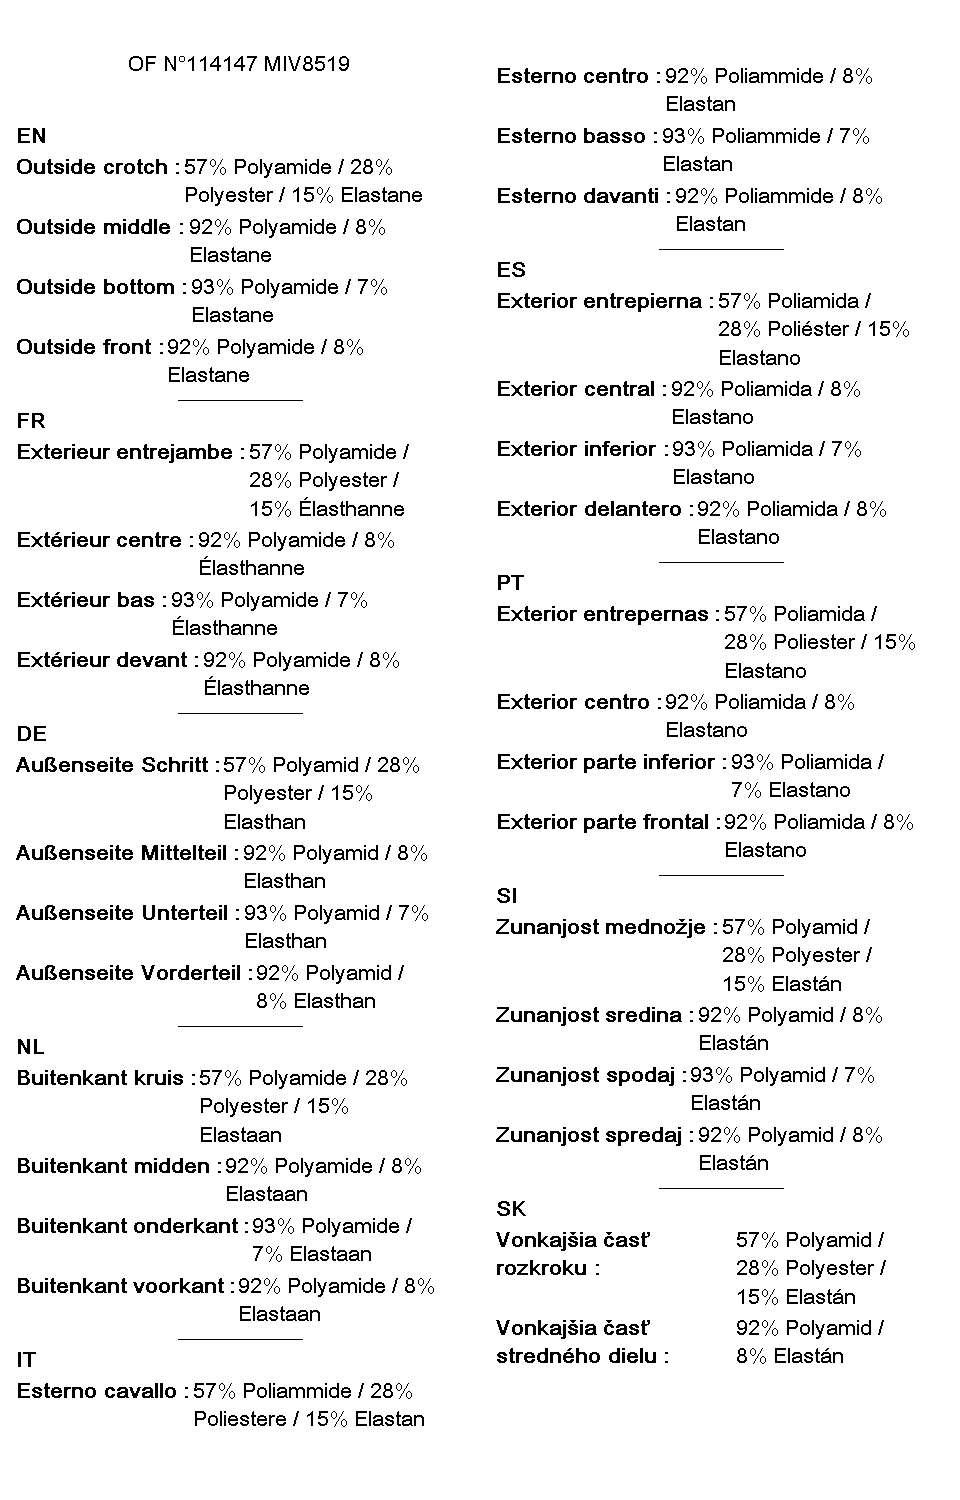 OF N°114147 MIV8519
EN
Outside crotch : 57% Polyamide / 28%
Polyester / 15% Elastane
Outside middle : 92% Polyamide / 8%
Elastane
Outside bottom : 93% Polyamide / 7%
Elastane
Outside front : 92% Polyamide / 8%
Elastane
FR
Exterieur entrejambe : 57% Polyamide /
28% Polyester /
15% Élasthanne
Extérieur centre : 92% Polyamide / 8%
Élasthanne
Extérieur bas : 93% Polyamide / 7%
Élasthanne
Extérieur devant : 92% Polyamide / 8%
Élasthanne
DE
Außenseite Schritt : 57% Polyamid / 28%
Polyester / 15%
Elasthan
Außenseite Mittelteil : 92% Polyamid / 8%
Elasthan
Außenseite Unterteil : 93% Polyamid / 7%
Elasthan
Außenseite Vorderteil : 92% Polyamid /
8% Elasthan
NL
Buitenkant kruis : 57% Polyamide / 28%
Polyester / 15%
Elastaan
Buitenkant midden : 92% Polyamide / 8%
Elastaan
Buitenkant onderkant : 93% Polyamide /
7% Elastaan
Buitenkant voorkant : 92% Polyamide / 8%
Elastaan
IT
Esterno cavallo : 57% Poliammide / 28%
Poliestere / 15% Elastan
Esterno centro : 92% Poliammide / 8%
Elastan
Esterno basso : 93% Poliammide / 7%
Elastan
Esterno davanti : 92% Poliammide / 8%
Elastan
ES
Exterior entrepierna : 57% Poliamida /
28% Poliéster / 15%
Elastano
Exterior central : 92% Poliamida / 8%
Elastano
Exterior inferior : 93% Poliamida / 7%
Elastano
Exterior delantero : 92% Poliamida / 8%
Elastano
PT
Exterior entrepernas : 57% Poliamida /
28% Poliester / 15%
Elastano
Exterior centro : 92% Poliamida / 8%
Elastano
Exterior parte inferior : 93% Poliamida /
7% Elastano
Exterior parte frontal : 92% Poliamida / 8%
Elastano
SI
Zunanjost mednožje : 57% Polyamid /
28% Polyester /
15% Elastán
Zunanjost sredina : 92% Polyamid / 8%
Elastán
Zunanjost spodaj : 93% Polyamid / 7%
Elastán
Zunanjost spredaj : 92% Polyamid / 8%
Elastán
SK
Vonkajšia časť 57% Polyamid /
rozkroku : 28% Polyester /
15% Elastán
Vonkajšia časť 92% Polyamid /
stredného dielu : 8% Elastán